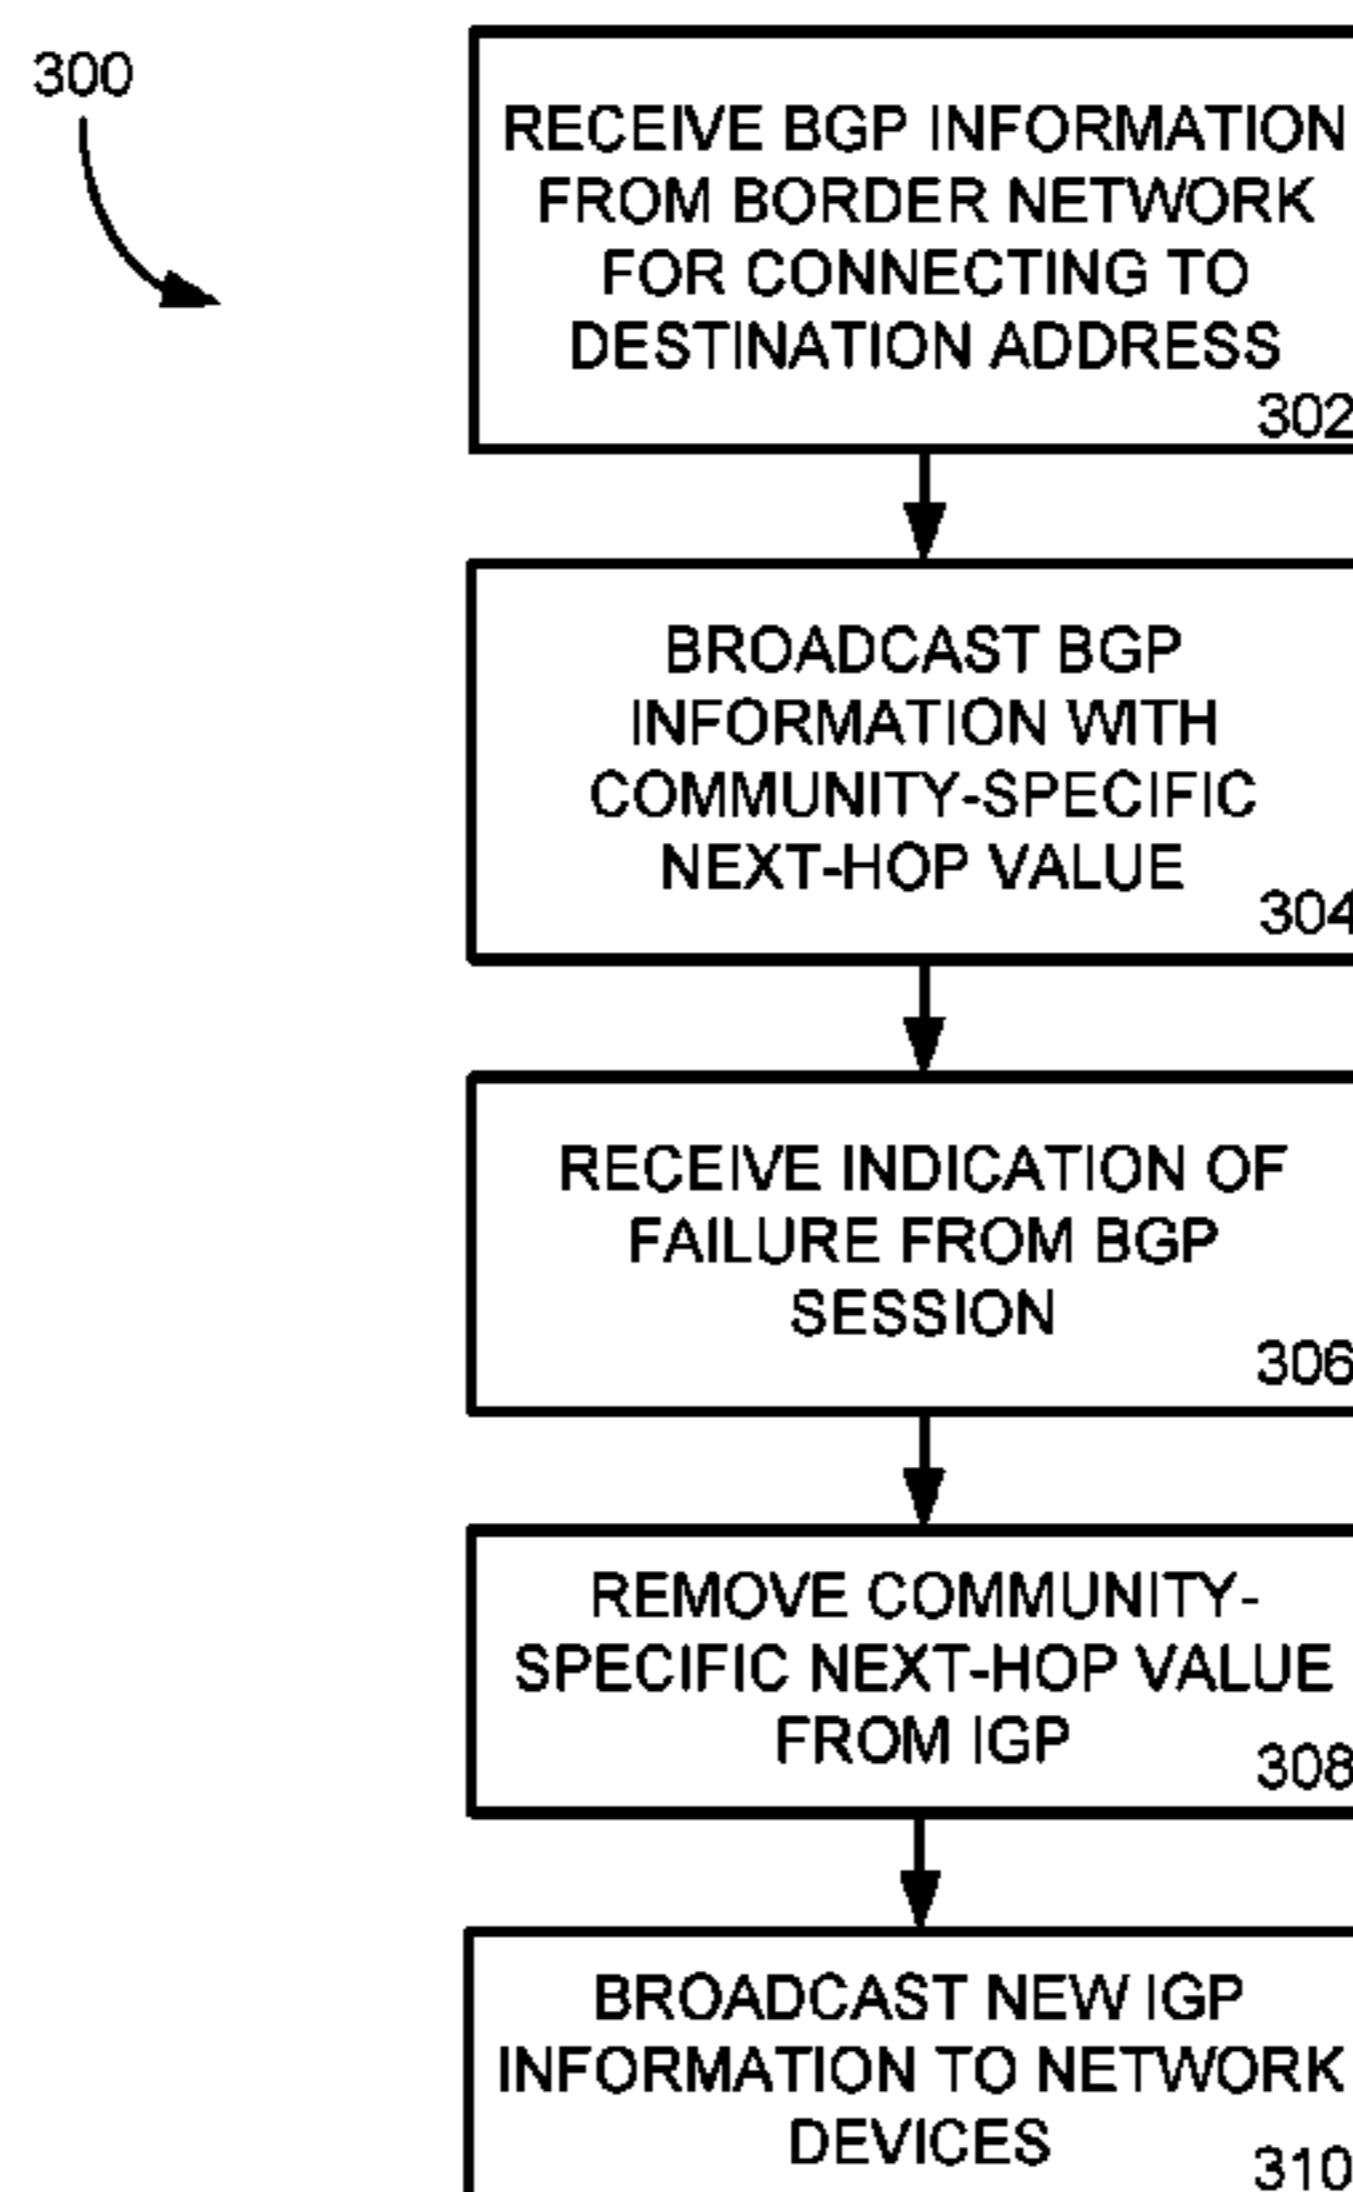 300
RECEIVE BGP INFORMATION
FROM BORDER NETWORK
FOR CONNECTING TO
DESTINATION ADDRESS
302
BROADCAST BGP
INFORMATION WITH
COMMUNITY-SPECIFIC
NEXT-HOP VALUE
304
RECEIVE INDICATION OF
FAILURE FROM BGP
SESSION
306
REMOVE COMMUNITY-
SPECIFIC NEXT-HOP VALUE
FROM IGP
308
BROADCAST NEW IGP
INFORMATION TO NETWORK
DEVICES
310